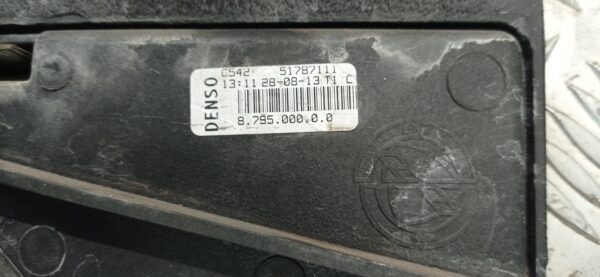 DENSO
C542 51787111
13:11 28-08-13 T1 C
8.795.000.0.0